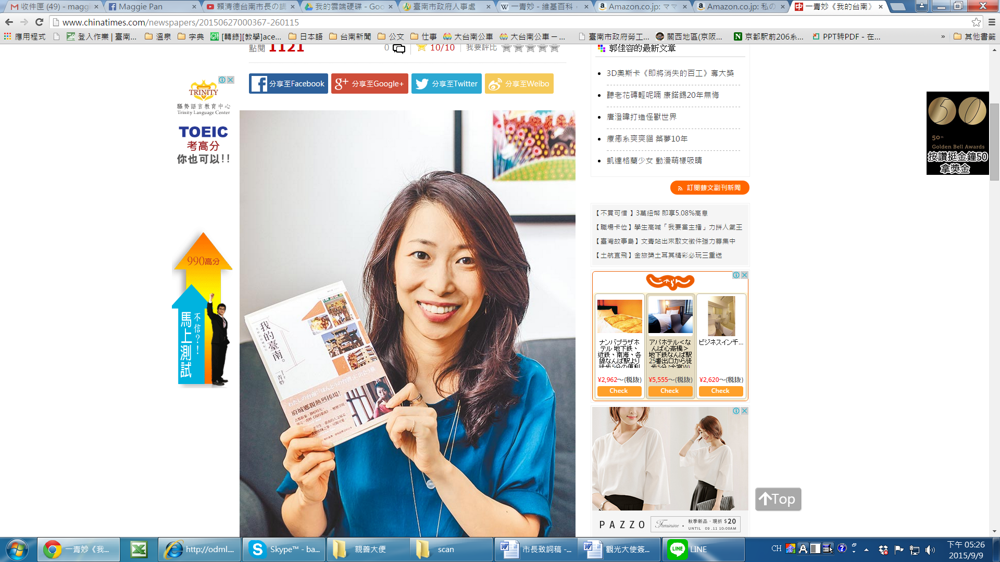 收件匣 (49) - maggi
Maggie Pan
賴清德台南市長の講
我的雲端硬碟 - Goo
臺南市政府人事處
一青妙 - 維基百科，
Amazon.co.jp: ママ
Amazon.co.jp: 私の
一青妙《我的台南》
www.chinatimes.com/newspapers/20150627000367-260115
應用程式
登入作業 | 臺南...
溫泉
字典
[轉錄][教學]ace...
日本語
台南新聞
公文
仕事
大台南公車
大台南公車 – ...
臺南市政府勞工...
關西地區(京阪...
京都駅前206系...
PPT转PDF - 在...
»
其他書籤
點閱 1121
0
10/10
我要評比
分享至Facebook
分享至Google+
分享至Twitter
分享至Weibo
TRINITY
驅勢語言教育中心
Trinity Language Center
TOEIC
考高分
你也可以!!
990高分
不信?!
馬上測試
我的臺南。
一青妙
府城鄉親熱烈捧場!
郭佳容的最新文章
3D奧斯卡《即將消失的百工》奪大獎
聽老花磚輕呢喃 康鍩錫20年無悔
唐澄暐打造怪獸世界
療癒系爽爽貓 築夢10年
凱達格蘭少女 動漫萌樣吸睛
訂閱藝文副刊新聞
【不買可惜 】3萬紐幣 即享5.08%高息
【職場卡位】學生高喊「我要當主播」力拼人氣王
【臺灣故事島】文青站出來散文徵件強力募集中
【土航直飛】金旅獎土耳其精彩必玩三重送
じゃらん
ナンバプラザホ
テル 地下鉄、
近鉄、南海、各
線なんば駅より
徒歩5分の便利
¥2,962～(税抜)
Check
アパホテル＜な
んば心斎橋＞
地下鉄なんば駅
25番出口から徒
歩5分♪全室Wi
¥5,555～(税抜)
Check
ビジネスイン千...
¥2,620～(税抜)
Check
PAZZO
Feminine
秋季新品・現折 $20
UNTIL 09.11 10:00AM
50
50th
Golden Bell Awards
按讚挺金鐘50
拿獎金
Top
一青妙《我...
http://odml....
Skype™ - ba...
親善大使
scan
市長致詞稿 -...
觀光大使簽...
LINE
LINE
CH
下午 05:26
2015/9/9